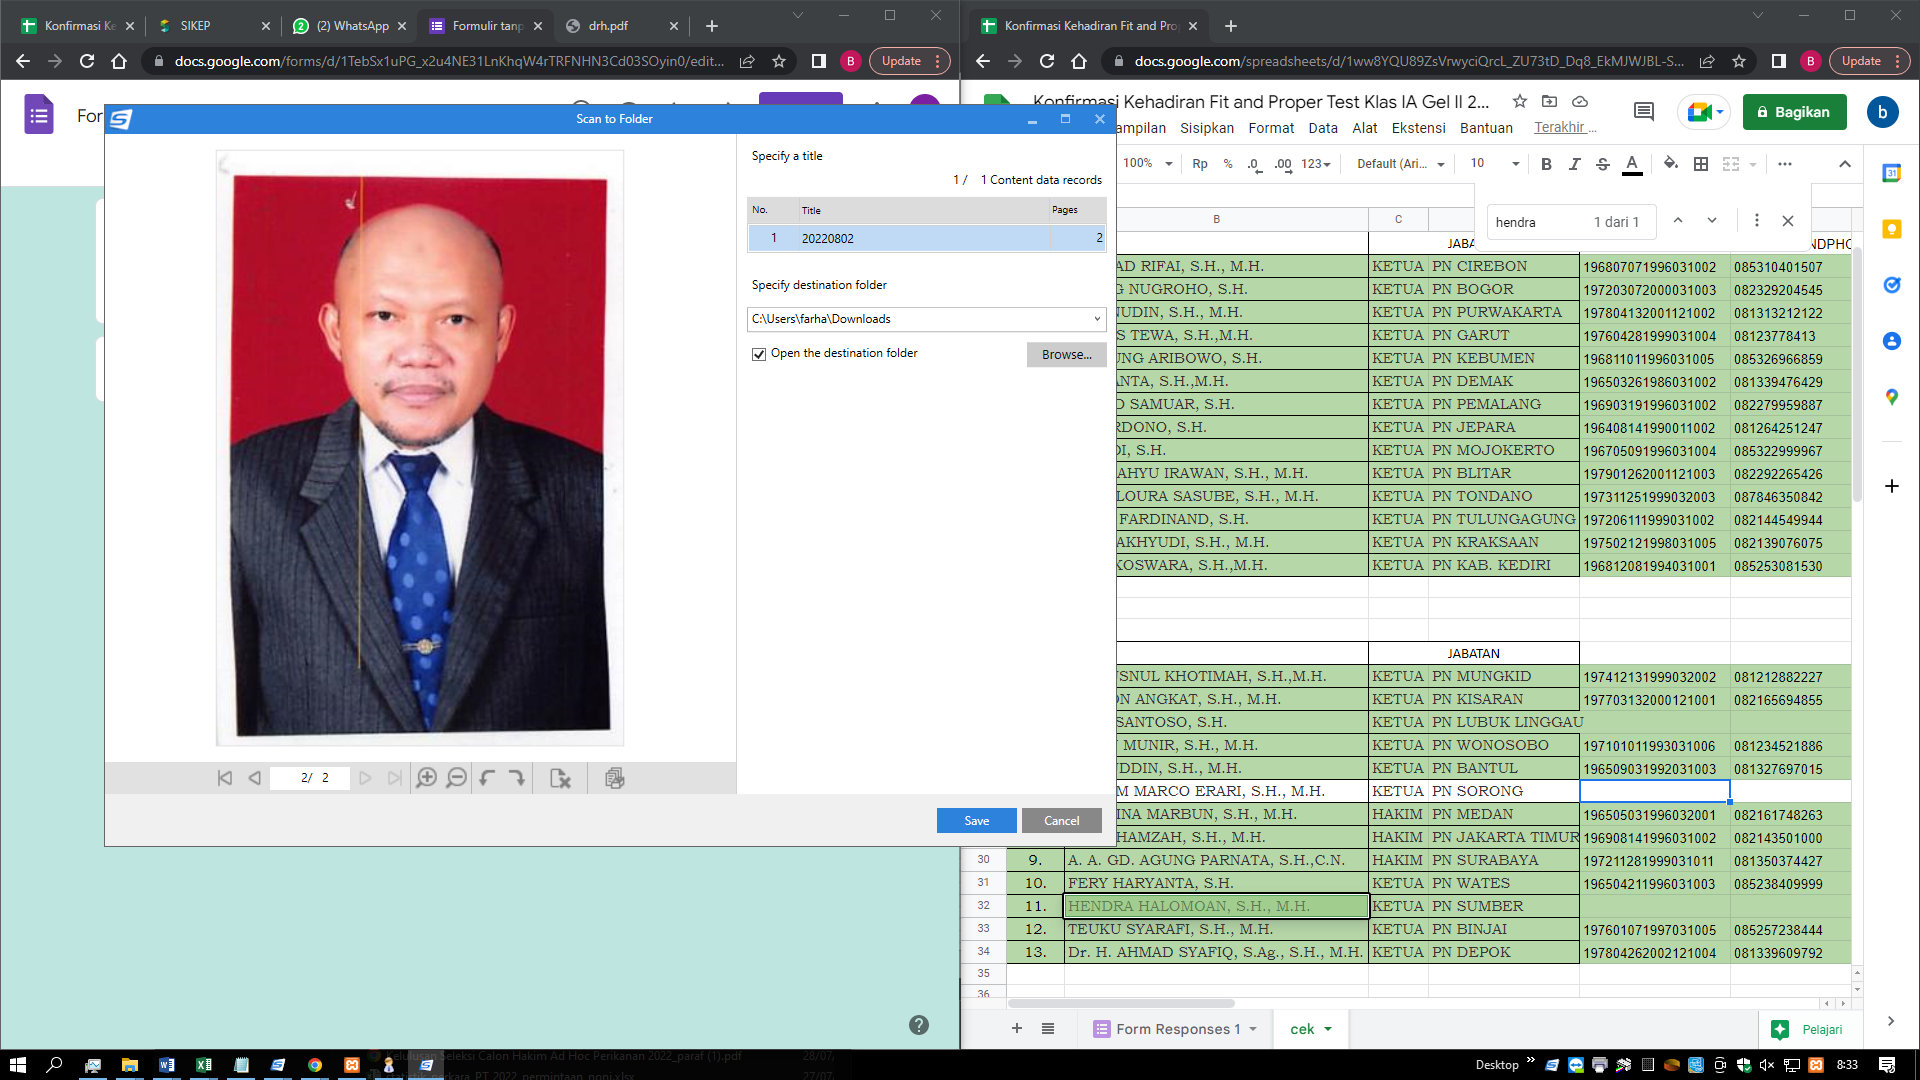 Konfirmasi Ke
SIKEP
(2) WhatsApp
Formulir tanp
drh.pdf
docs.google.com/forms/d/1TebSx1uPG_x2u4NE31LnKhqW4rTRFNHN3Cd03SOyin0/edit...
B
Update
For
Scan to Folder
Specify a title
1 / 1 Content data records
No. Title Pages
1 20220802 2
Specify destination folder
C:\Users\farha\Downloads
Open the destination folder
Browse...
2/ 2
Save
Cancel
Konfirmasi Kehadiran Fit and Pro
docs.google.com/spreadsheets/d/1ww8YQU89ZsVrwyciQrcL_ZU73tD_Dq8_EkMJWJBL-S...
B
Update
Konfirmasi Kehadiran Fit and Proper Test Klas IA Gel II 2...
ampilan Sisipkan Format Data Alat Ekstensi Bantuan Terakhir ...
Bagikan
b
100% Rp % .0 .00 123 Default (Ari... 10 B I S A
hendra 1 dari 1
B C
JABA NDPHO
AD RIFAI, S.H., M.H. KETUA PN CIREBON 196807071996031002 085310401507
G NUGROHO, S.H. KETUA PN BOGOR 197203072000031003 082329204545
NUDIN, S.H., M.H. KETUA PN PURWAKARTA 197804132001121002 081313212122
S TEWA, S.H.,M.H. KETUA PN GARUT 197604281999031004 08123778413
UNG ARIBOWO, S.H. KETUA PN KEBUMEN 196811011996031005 085326966859
ANTA, S.H.,M.H. KETUA PN DEMAK 196503261986031002 081339476429
D SAMUAR, S.H. KETUA PN PEMALANG 196903191996031002 082279959887
RDONO, S.H. KETUA PN JEPARA 196408141990011002 081264251247
DI, S.H. KETUA PN MOJOKERTO 196705091996031004 085322999967
AHYU IRAWAN, S.H., M.H. KETUA PN BLITAR 197901262001121003 082292265426
LOURA SASUBE, S.H., M.H. KETUA PN TONDANO 197311251999032003 087846350842
FARDINAND, S.H. KETUA PN TULUNGAGUNG 197206111999031002 082144549944
AKHYUDI, S.H., M.H. KETUA PN KRAKSAAN 197502121998031005 082139076075
KOSWARA, S.H.,M.H. KETUA PN KAB. KEDIRI 196812081994031001 085253081530
JABATAN
USNUL KHOTIMAH, S.H.,M.H. KETUA PN MUNGKID 197412131999032002 081212882227
ON ANGKAT, S.H., M.H. KETUA PN KISARAN 197703132000121001 082165694855
SANTOSO, S.H. KETUA PN LUBUK LINGGAU
MUNIR, S.H., M.H. KETUA PN WONOSOBO 197101011993031006 081234521886
UDDIN, S.H., M.H. KETUA PN BANTUL 196509031992031003 081327697015
M MARCO ERARI, S.H., M.H. KETUA PN SORONG
INA MARBUN, S.H., M.H. HAKIM PN MEDAN 196505031996032001 082161748263
HAMZAH, S.H., M.H. HAKIM PN JAKARTA TIMUR 196908141996031002 082143501000
30 9. A. A. GD. AGUNG PARNATA, S.H.,C.N. HAKIM PN SURABAYA 197211281999031011 081350374427
31 10. FERY HARYANTA, S.H. KETUA PN WATES 196504211996031003 085238409999
32 11. HENDRA HALOMOAN, S.H., M.H. KETUA PN SUMBER
33 12. TEUKU SYARAFI, S.H., M.H. KETUA PN BINJAI 197601071997031005 085257238444
34 13. Dr. H. AHMAD SYAFIQ, S.Ag., S.H., M.H. KETUA PN DEPOK 197804262002121004 081339609792
35
36
Form Responses 1
cek
Pelajari
Kelulusan Seleksi Calon Hakim Ad Hoc Perikanan 2022_paraf (1).pdf 28/07,
27/07,
Desktop
8:33